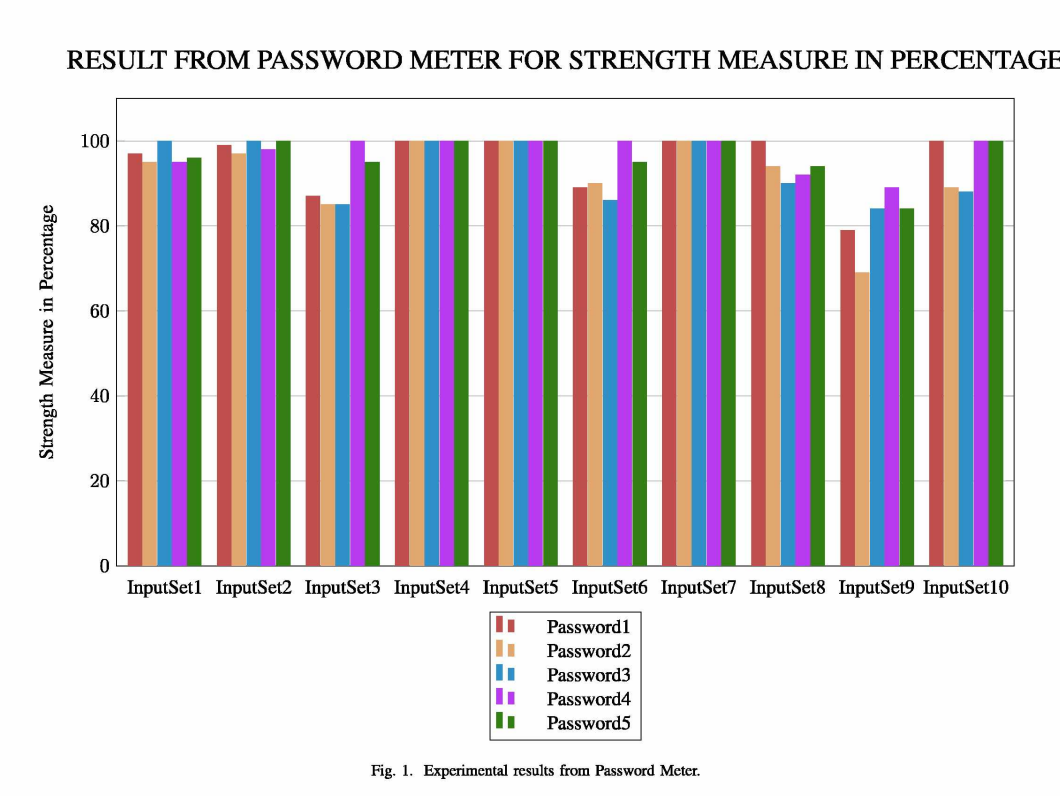 RESULT FROM PASSWORD METER FOR STRENGTH MEASURE IN PERCENTAGE
Strength Measure in Percentage
100
80
60
40
20
0
InputSet1 InputSet2 InputSet3 InputSet4 InputSet5 InputSet6 InputSet7 InputSet8 InputSet9 InputSet10
Password1
Password2
Password3
Password4
Password5
Fig. 1. Experimental results from Password Meter.